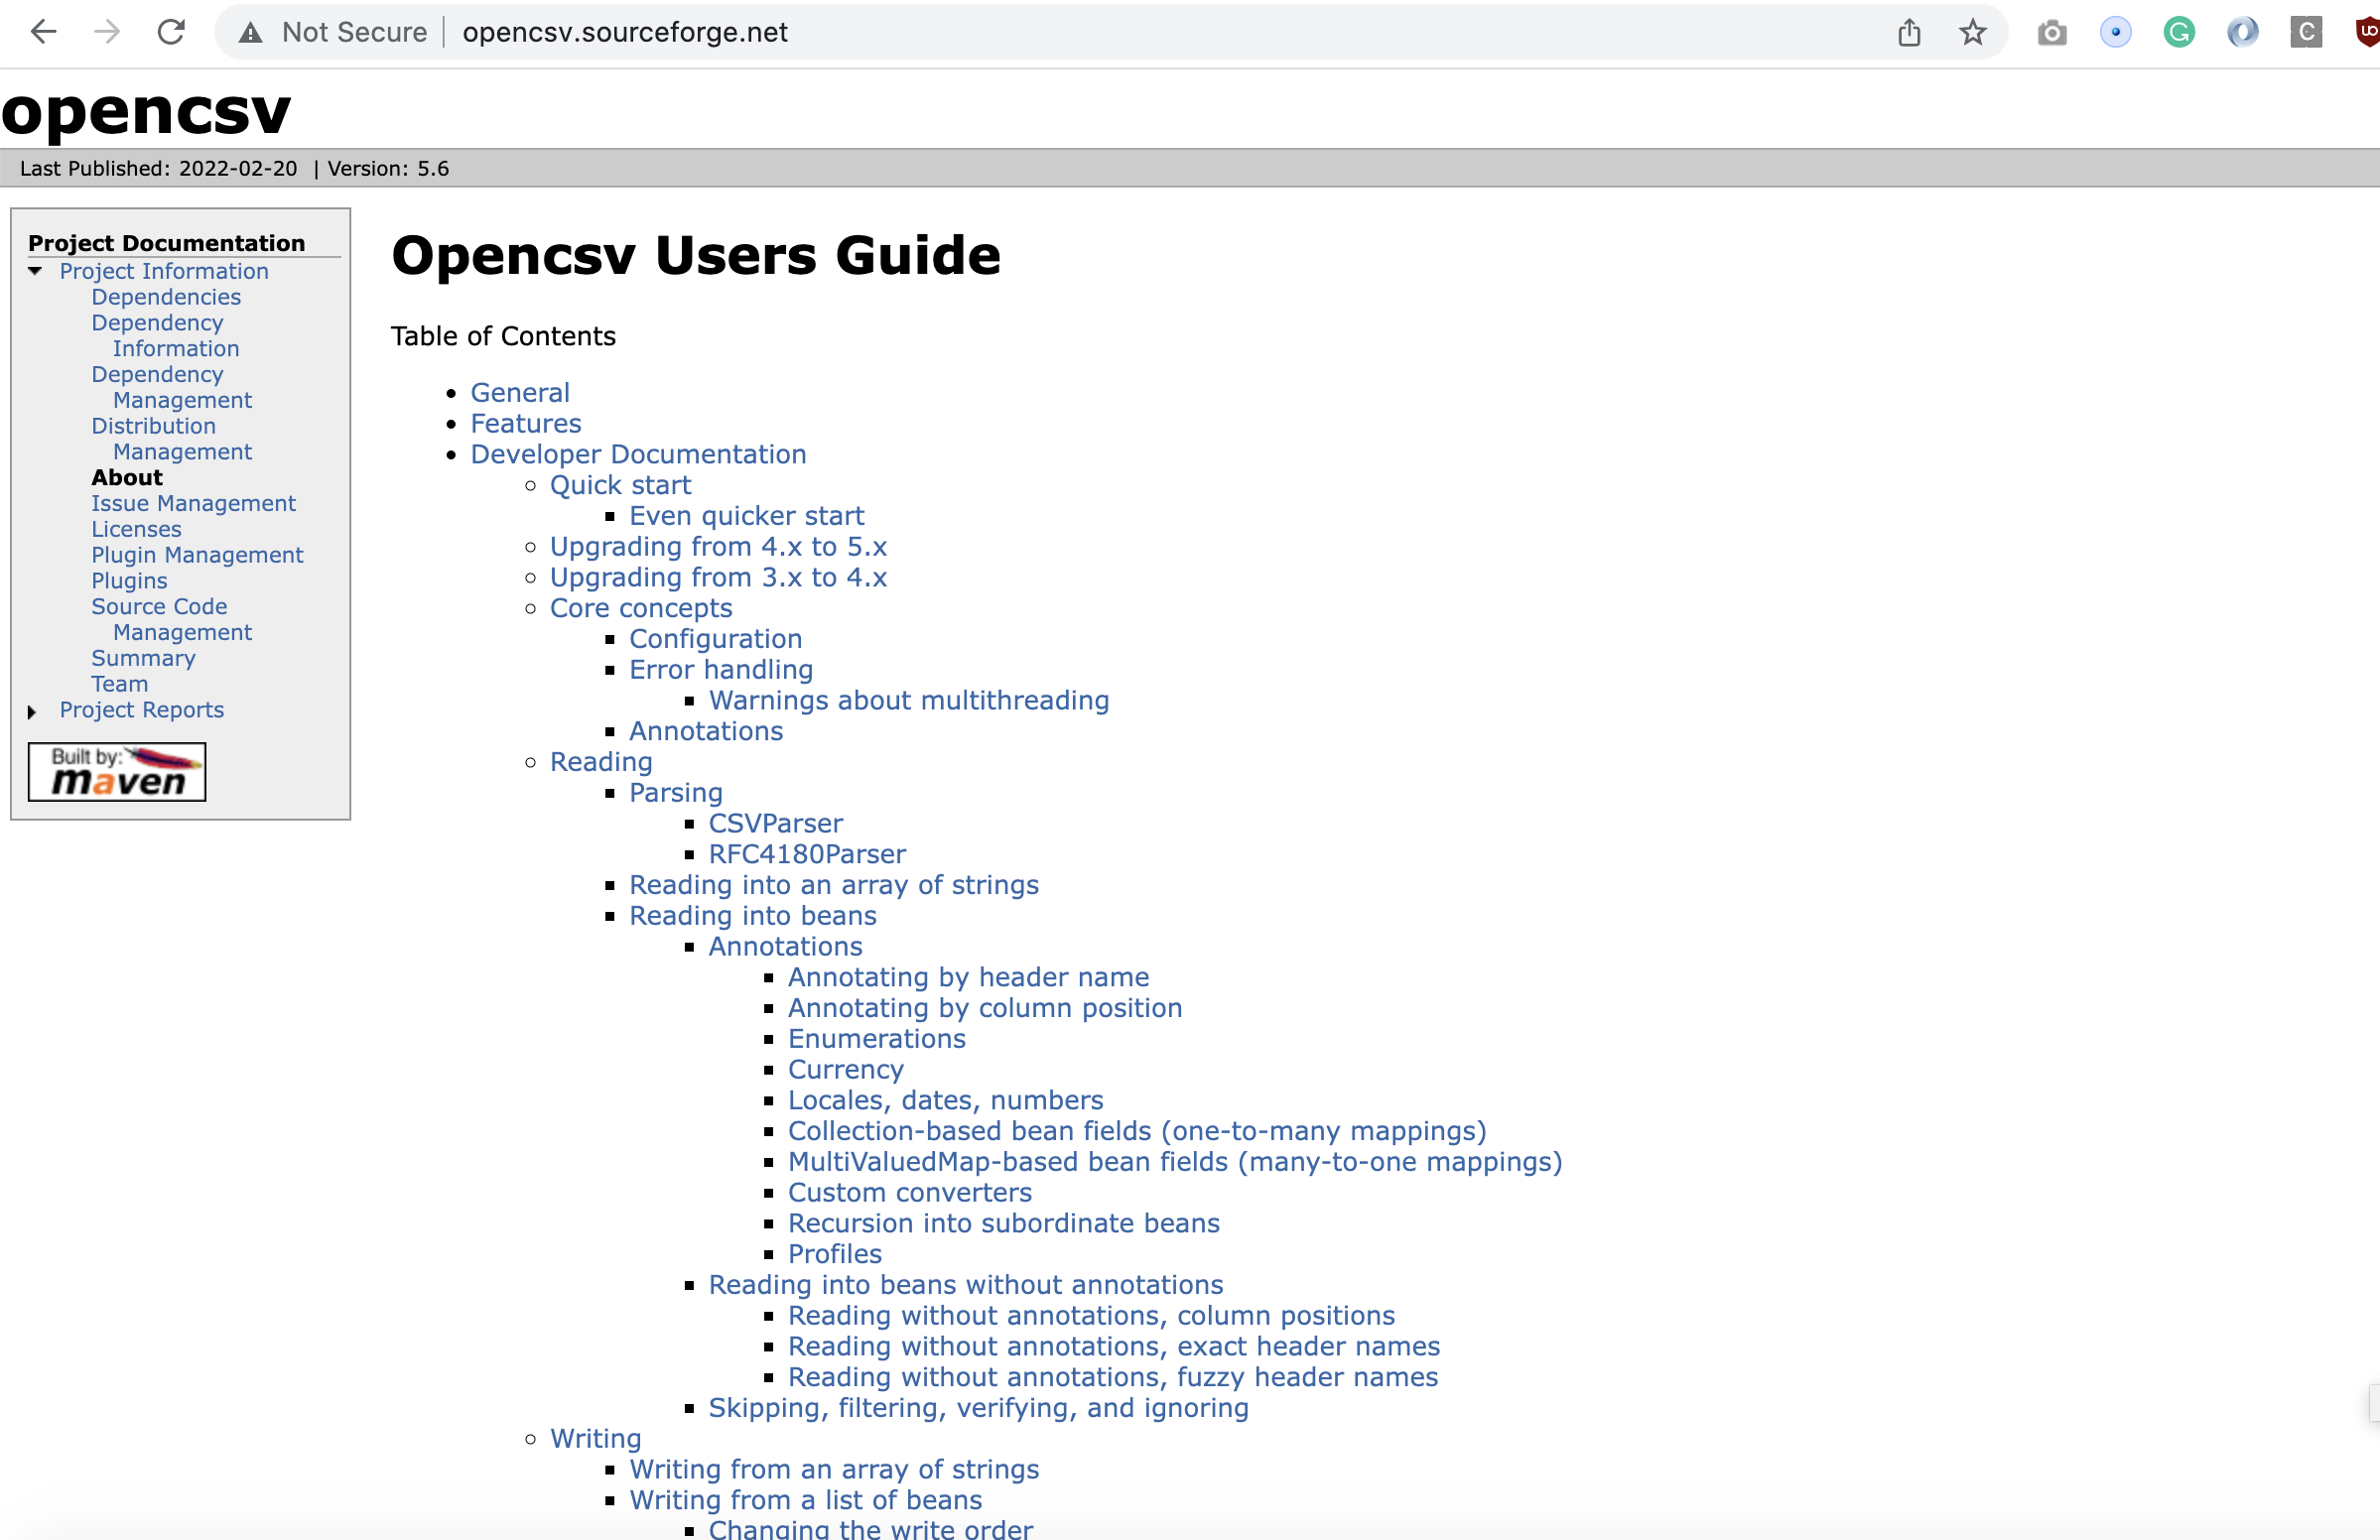 Not Secure
opencsv.sourceforge.net
opencsv
Last Published: 2022-02-20 | Version: 5.6
Project Documentation
Project Information
Dependencies
Dependency
Information
Dependency
Management
Distribution
Management
About
Issue Management
Licenses
Plugin Management
Plugins
Source Code
Management
Summary
Team
Project Reports
Built by:
maven
Opencsv Users Guide
Table of Contents
General
Features
Developer Documentation
Quick start
Even quicker start
Upgrading from 4.x to 5.x
Upgrading from 3.x to 4.x
Core concepts
Configuration
Error handling
Warnings about multithreading
Annotations
Reading
Parsing
CSVParser
RFC4180Parser
Reading into an array of strings
Reading into beans
Annotations
Annotating by header name
Annotating by column position
Enumerations
Currency
Locales, dates, numbers
Collection-based bean fields (one-to-many mappings)
MultiValuedMap-based bean fields (many-to-one mappings)
Custom converters
Recursion into subordinate beans
Profiles
Reading into beans without annotations
Reading without annotations, column positions
Reading without annotations, exact header names
Reading without annotations, fuzzy header names
Skipping, filtering, verifying, and ignoring
Writing
Writing from an array of strings
Writing from a list of beans
Changing the write order